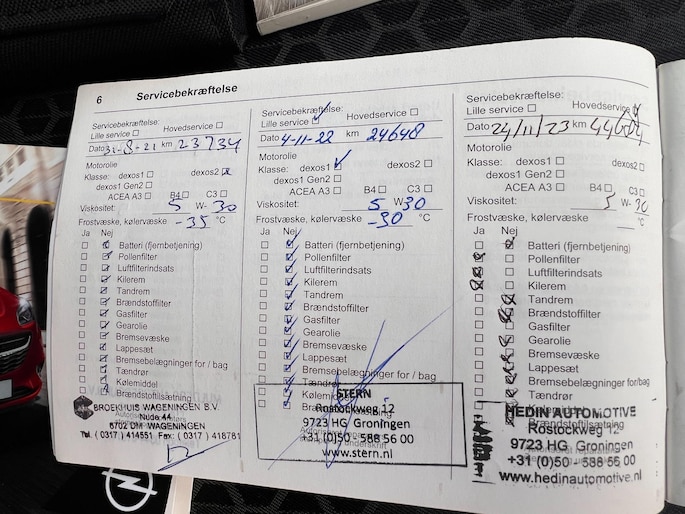 6 Servicebekræftelse
Servicebekræftelse:
Lille service Hovedservice
Dato 31-8-21 km 23734
Motorolie
Klasse: dexos1 dexos2
dexos1 Gen2
ACEA A3 B4 C3
Viskositet: 5 W- 30
Frostvæske, kølervæske -35 °C
Ja Nej
Batteri (fjernbetjening)
Pollenfilter
Luftfilterindsats
Kilerem
Tandrem
Brændstoffilter
Gasfilter
Gearolie
Bremsevæske
Lappesæt
Bremsebelægninger for / bag
Tændrør
Kølemiddel
Brændstoftilsætning
BROEKHUIS WAGENINGEN B.V.
Nude 44
6702 DM WAGENINGEN
Tel. ( 0317 ) 414551 Fax: ( 0317 ) 418781
Servicebekræftelse:
Lille service Hovedservice
Dato 4-11-22 km 24648
Motorolie
Klasse: dexos1 dexos2
dexos1 Gen2
ACEA A3 B4 C3
Viskositet: 5 W- 30
Frostvæske, kølervæske -30 °C
Ja Nej
Batteri (fjernbetjening)
Pollenfilter
Luftfilterindsats
Kilerem
Tandrem
Brændstoffilter
Gasfilter
Gearolie
Bremsevæske
Lappesæt
Bremsebelægninger for / bag
Tændrør
STERN
Rostockweg 12
9723 HG Groningen
+31 (0)50 - 588 56 00
www.stern.nl
Servicebekræftelse:
Lille service Hovedservice
Dato 24/11/23 km
Motorolie
Klasse: dexos1 dexos2
dexos1 Gen2
ACEA A3 B4 C3
Viskositet: 5 W- 30
Frostvæske, kølervæske °C
Ja Nej
Batteri (fjernbetjening)
Pollenfilter
Luftfilterindsats
Kilerem
Tandrem
Brændstoffilter
Gasfilter
Gearolie
Bremsevæske
Lappesæt
Bremsebelægninger for/bag
Tændrør
HEDIN AUTOMOTIVE
Rostockweg 12
9723 HG Groningen
+31 (0)50 - 588 56 00
www.hedinautomotive.nl